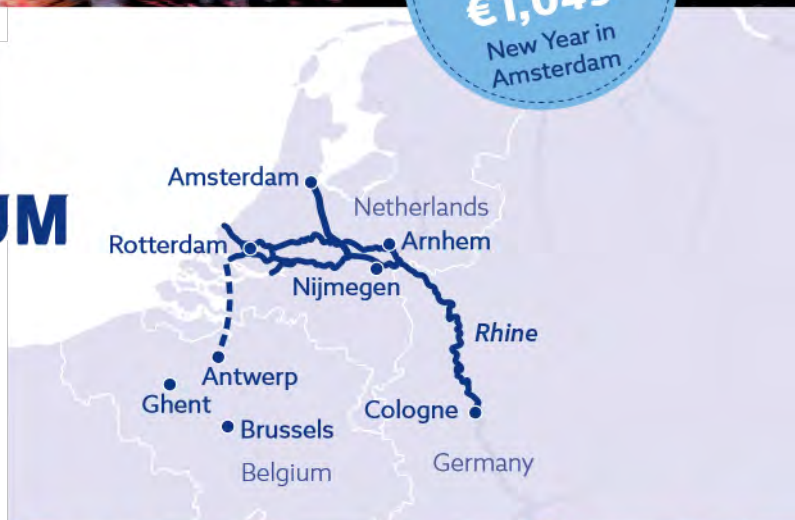 New Year in
Amsterdam
UM
Amsterdam
Netherlands
Rotterdam
Arnhem
Nijmegen
Rhine
Antwerp
Ghent
Cologne
Brussels
Belgium
Germany